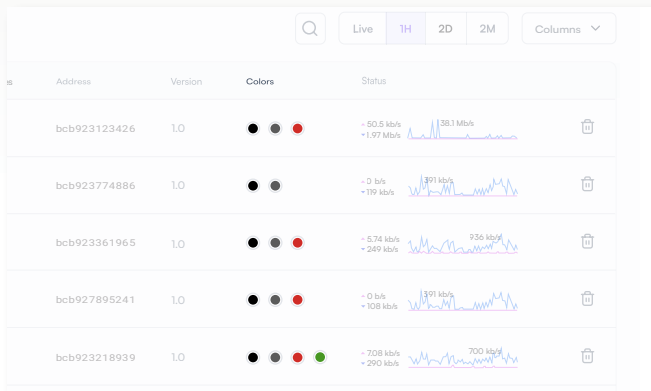 Live 1H 2D 2M Columns
es Address Version Colors Status
bcb923123426 1.0 50.5 kb/s 38.1 Mb/s
1.97 Mb/s
bcb923774886 1.0 0 b/s 391 kb/s
119 kb/s
bcb923361965 1.0 5.74 kb/s 936 kb/s
249 kb/s
bcb927895241 1.0 0 b/s 391 kb/s
108 kb/s
bcb923218939 1.0 7.08 kb/s 700 kb/s
290 kb/s